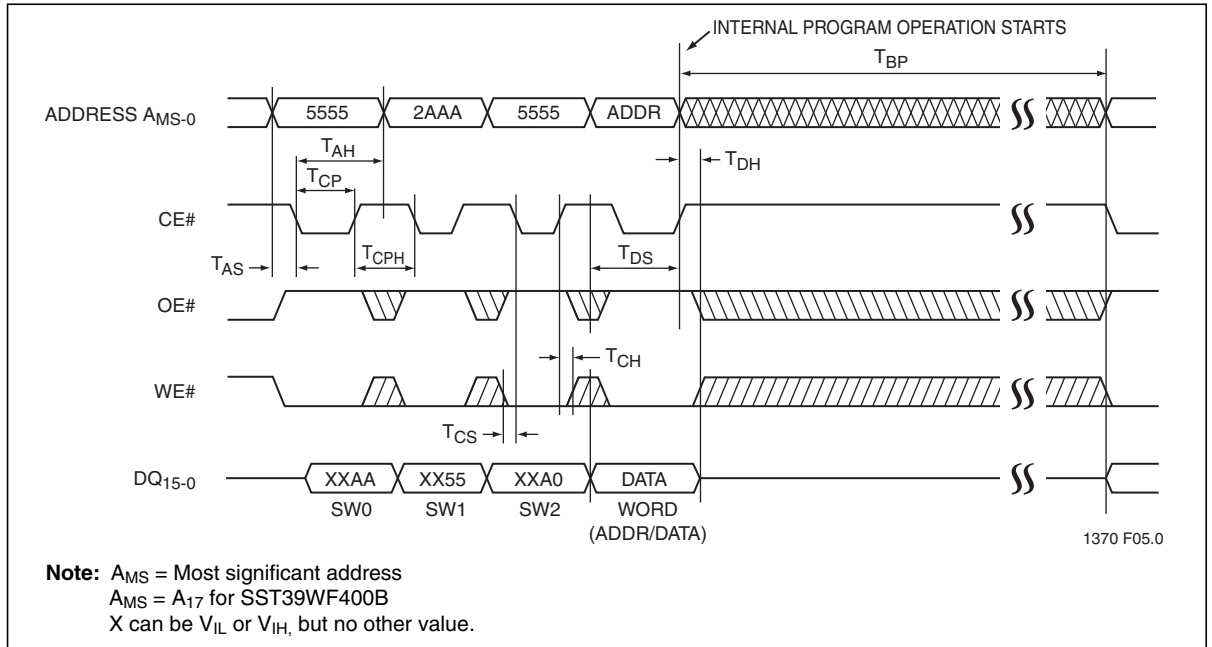 INTERNAL PROGRAM OPERATION STARTS
TBP
ADDRESS AMS-0
5555
2AAA
5555
ADDR
TAH
TDH
TCP
CE#
TAS
TCPH
TDS
OE#
TCH
WE#
TCS
DQ15-0
XXAA
XX55
XXA0
DATA
SW0
SW1
SW2
WORD
(ADDR/DATA)
1370 F05.0
Note: AMS = Most significant address
AMS = A17 for SST39WF400B
X can be VIL or VIH, but no other value.